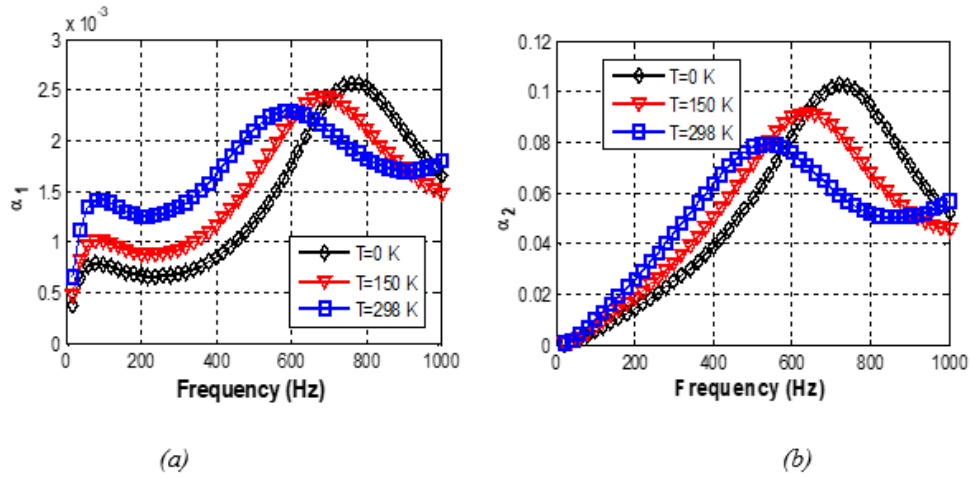 x 10⁻³
3
2.5
2
1.5
1
0.5
0
α 1
0 200 400 600 800 1000
Frequency (Hz)
T=0 K
T=150 K
T=298 K
(a)
0.12
0.1
0.08
0.06
0.04
0.02
0
α 2
0 200 400 600 800 1000
Frequency (Hz)
T=0 K
T=150 K
T=298 K
(b)